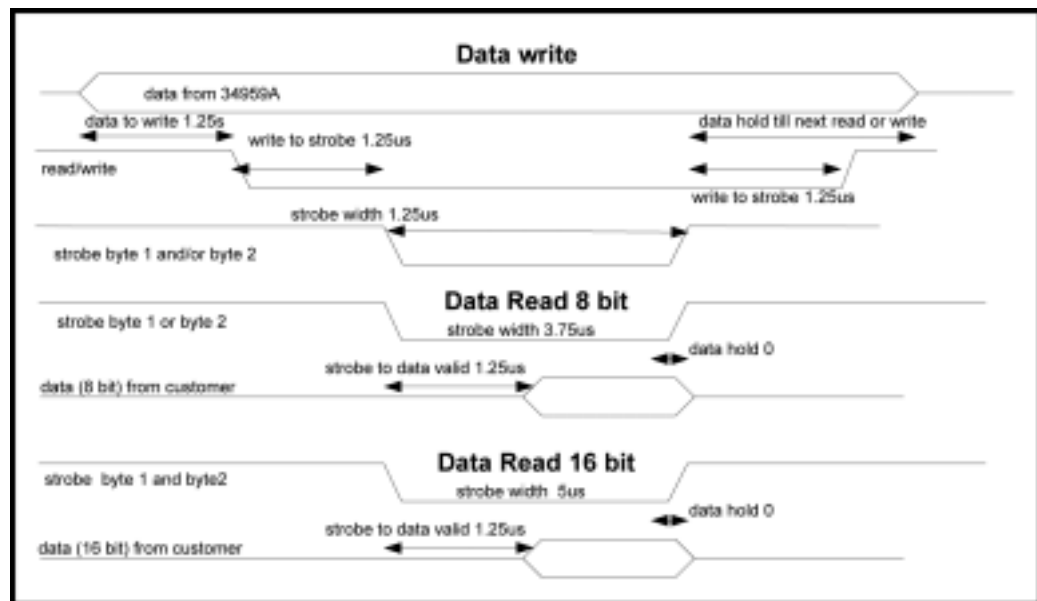 Data write
data from 34959A
data to write 1.25s
data hold till next read or write
write to strobe 1.25us
read/write
write to strobe 1.25us
strobe width 1.25us
strobe byte 1 and/or byte 2
Data Read 8 bit
strobe byte 1 or byte 2
strobe width 3.75us
data hold 0
strobe to data valid 1.25us
data (8 bit) from customer
Data Read 16 bit
strobe byte 1 and byte2
strobe width 5us
data hold 0
strobe to data valid 1.25us
data (16 bit) from customer